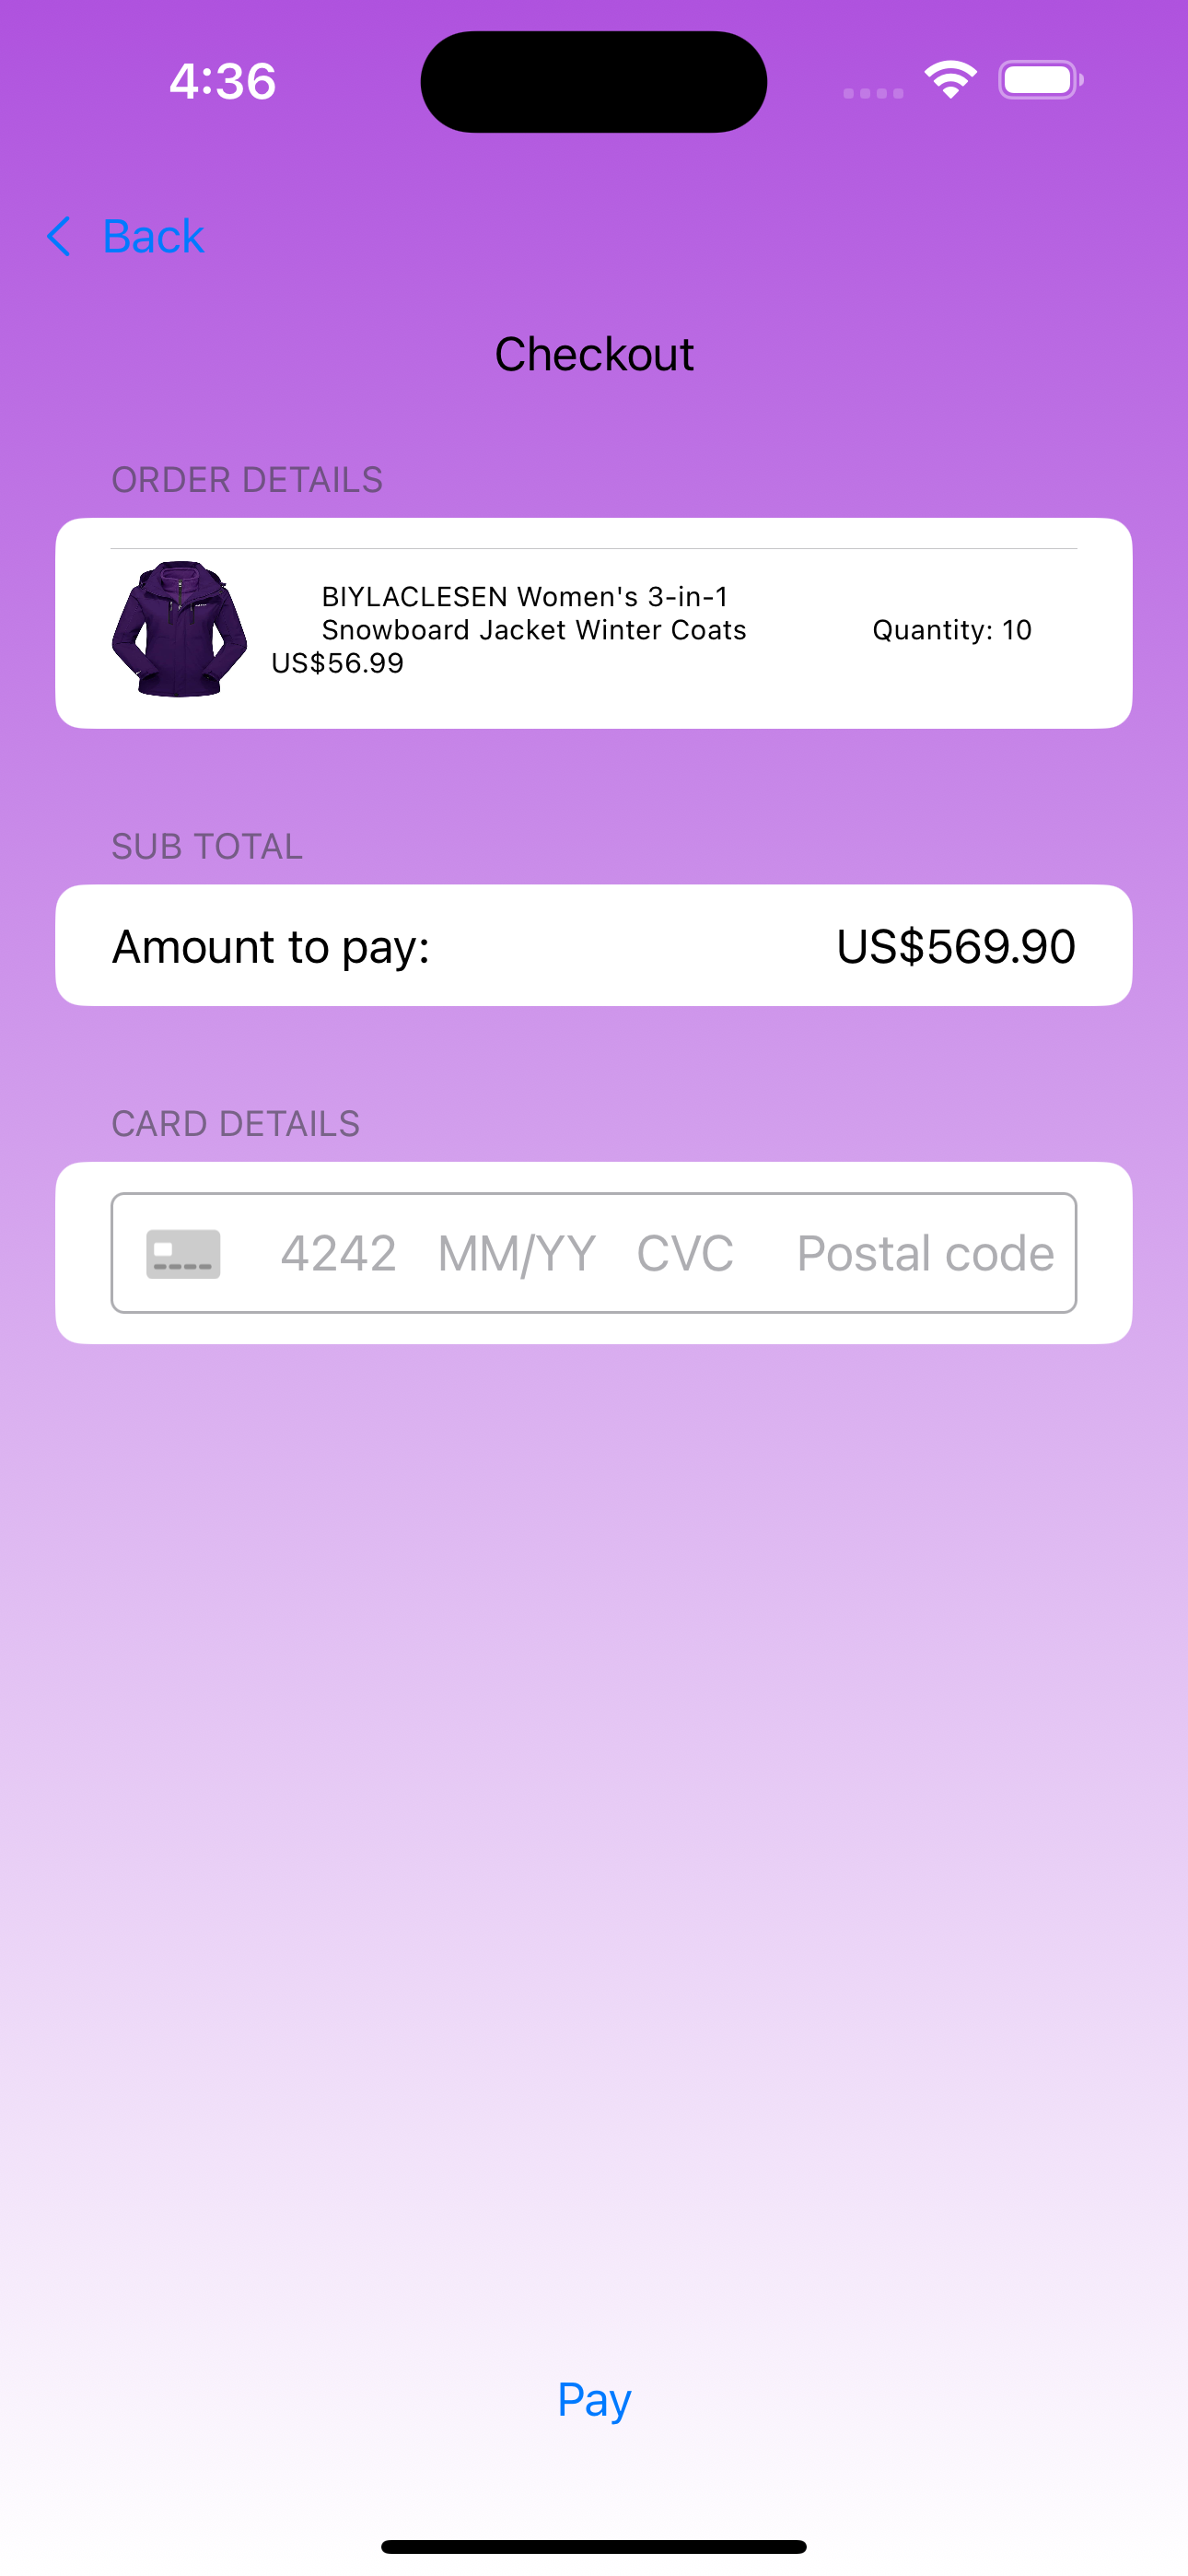 4:36
Back
Checkout
ORDER DETAILS
BIYLACLESEN Women's 3-in-1
Snowboard Jacket Winter Coats
Quantity: 10
US$56.99
SUB TOTAL
Amount to pay: US$569.90
CARD DETAILS
4242 MM/YY CVC Postal code
Pay